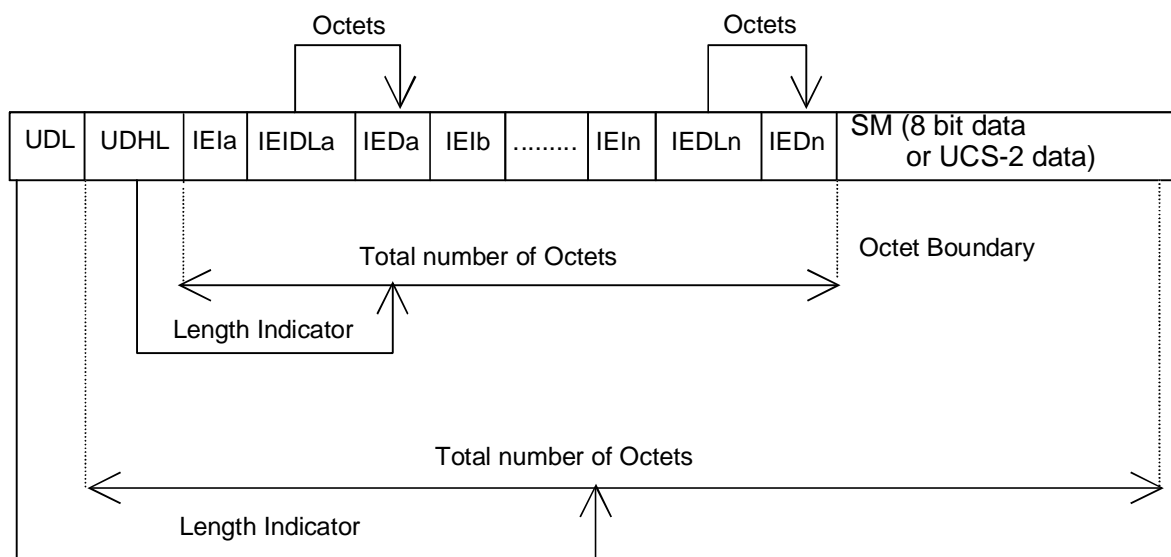 Octets
Octets
UDL UDHL IEIa IEIDLa IEDa IEIb ......... IEIn IEDLn IEDn SM (8 bit data
or UCS-2 data)
Total number of Octets
Octet Boundary
Length Indicator
Total number of Octets
Length Indicator